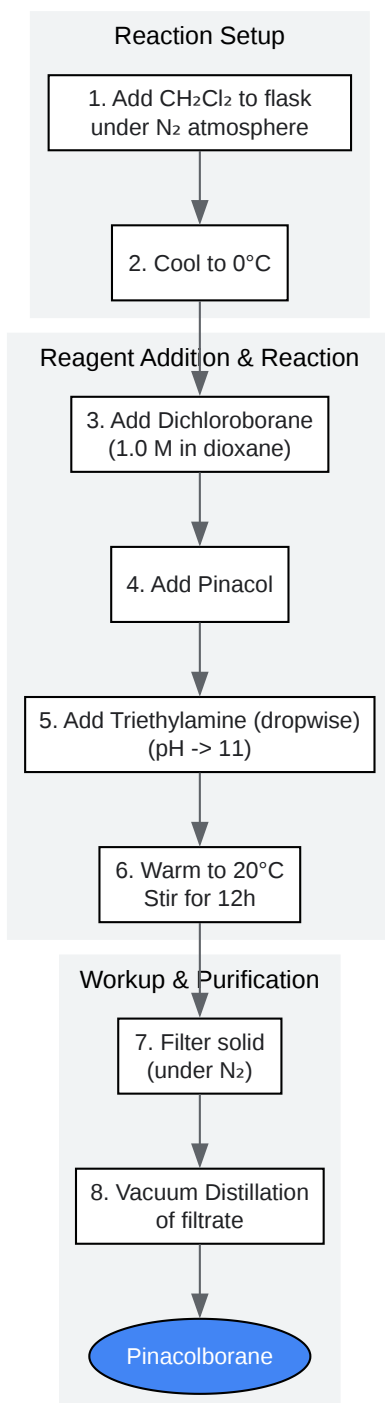 Reaction Setup
1. Add CH₂Cl₂ to flask
under N₂ atmosphere
2. Cool to 0°C
Reagent Addition & Reaction
3. Add Dichloroborane
(1.0 M in dioxane)
4. Add Pinacol
5. Add Triethylamine (dropwise)
(pH -> 11)
6. Warm to 20°C
Stir for 12h
Workup & Purification
7. Filter solid
(under N₂)
8. Vacuum Distillation
of filtrate
Pinacolborane